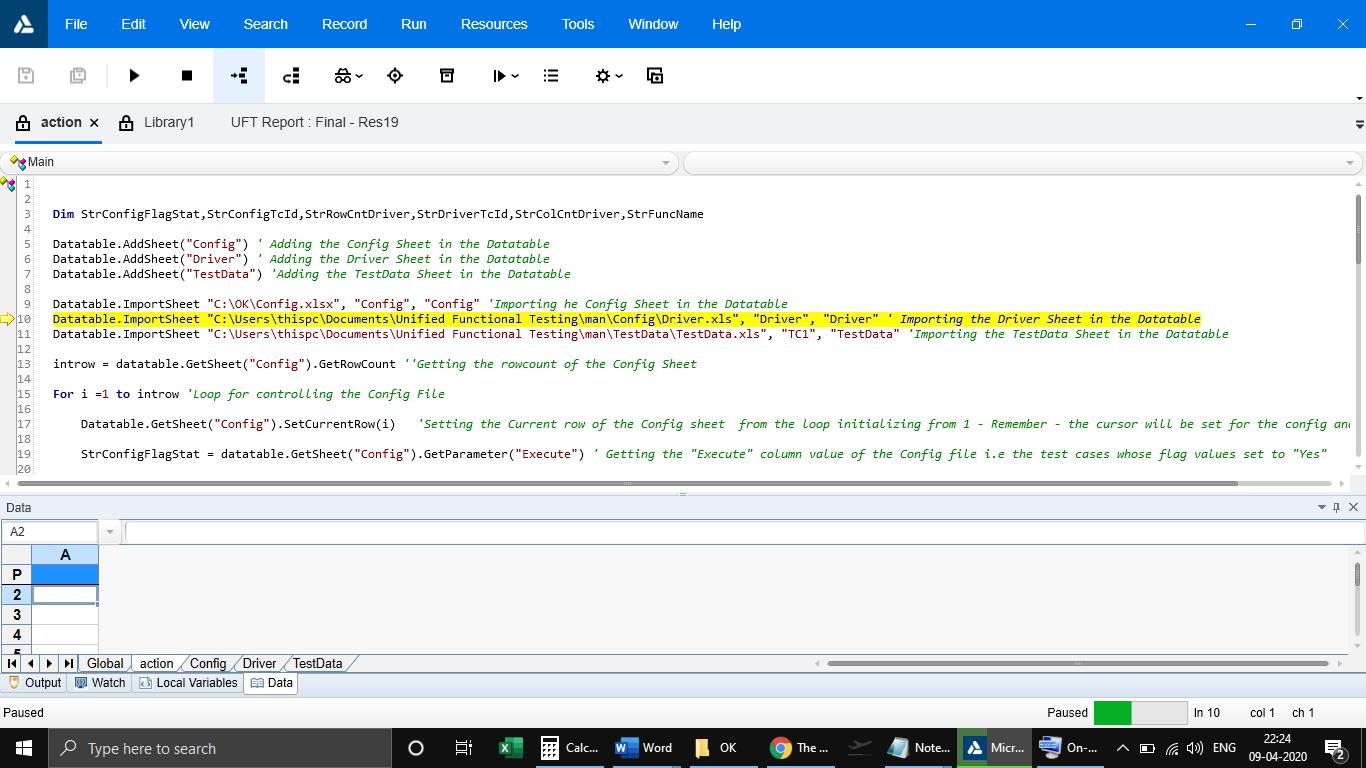 File Edit View Search Record Run Resources Tools Window Help
action Library1 UFT Report : Final - Res19
Main
1
2
3 Dim StrConfigFlagStat,StrConfigTcId,StrRowCntDriver,StrDriverTcId,StrColCntDriver,StrFuncName
4
5 Datatable.AddSheet("Config") ' Adding the Config Sheet in the Datatable
6 Datatable.AddSheet("Driver") ' Adding the Driver Sheet in the Datatable
7 Datatable.AddSheet("TestData") 'Adding the TestData Sheet in the Datatable
8
9 Datatable.ImportSheet "C:\OK\Config.xlsx", "Config", "Config" 'Importing he Config Sheet in the Datatable
10 Datatable.ImportSheet "C:\Users\thispc\Documents\Unified Functional Testing\man\Config\Driver.xls", "Driver", "Driver" ' Importing the Driver Sheet in the Datatable
11 Datatable.ImportSheet "C:\Users\thispc\Documents\Unified Functional Testing\man\TestData\TestData.xls", "TC1", "TestData" 'Importing the TestData Sheet in the Datatable
12
13 introw = datatable.GetSheet("Config").GetRowCount ''Getting the rowcount of the Config Sheet
14
15 For i =1 to introw 'Loop for controlling the Config File
16
17 Datatable.GetSheet("Config").SetCurrentRow(i) 'Setting the Current row of the Config sheet from the loop initializing from 1 - Remember - the cursor will be set for the config an
18
19 StrConfigFlagStat = datatable.GetSheet("Config").GetParameter("Execute") ' Getting the "Execute" column value of the Config file i.e the test cases whose flag values set to "Yes"
20
Data
A2
A
P
2
3
4
5
Global action Config Driver TestData
Output Watch Local Variables Data
Paused Paused ln 10 col 1 ch 1
Type here to search Calc... Word OK The ... Note... Micr... On-... ENG 22:24
09-04-2020 2